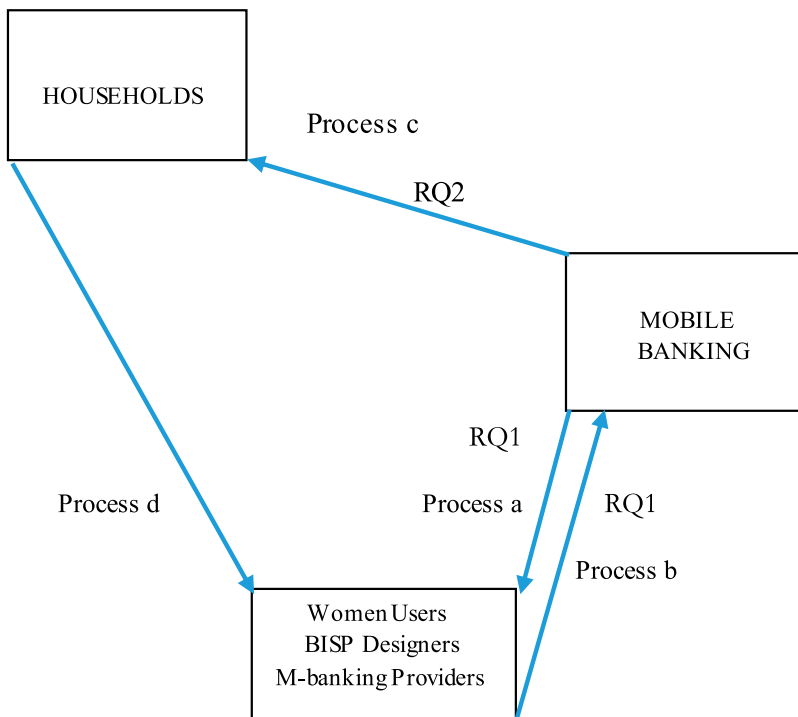 HOUSEHOLDS
Process c
RQ2
MOBILE
BANKING
RQ1
Process a
RQ1
Process b
Process d
Women Users
BISP Designers
M-banking Providers